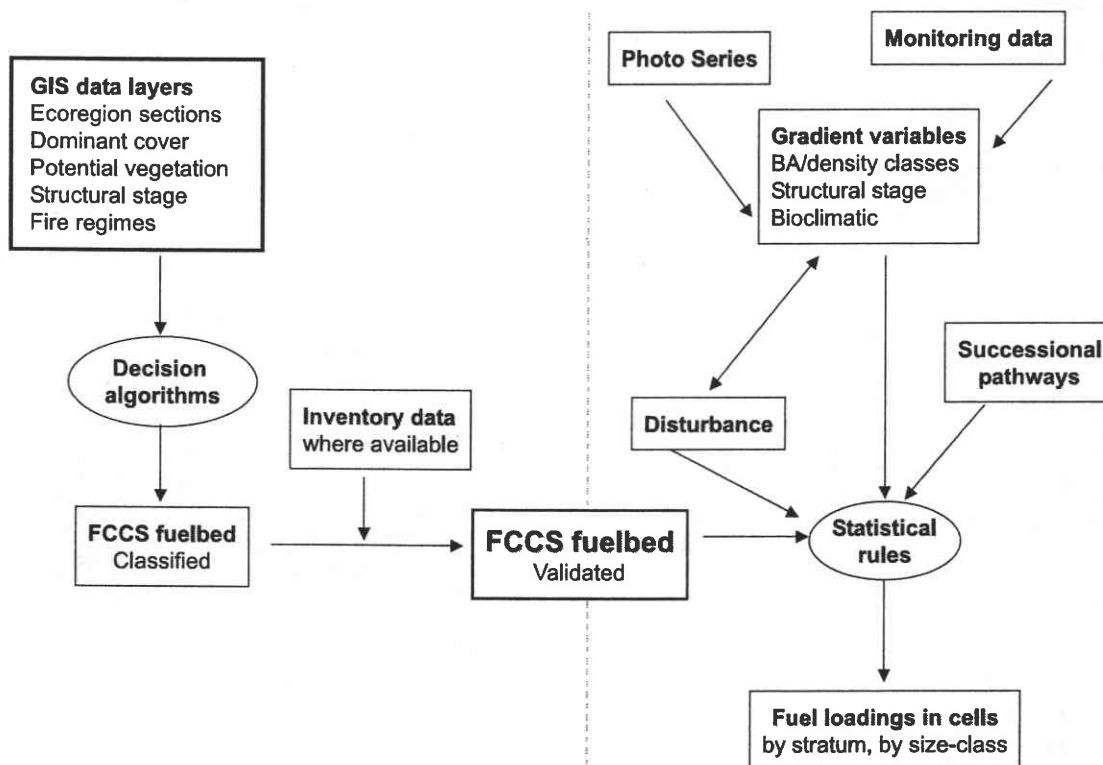 GIS data layers
Ecoregion sections
Dominant cover
Potential vegetation
Structural stage
Fire regimes
Decision
algorithms
FCCS fuelbed
Classified
Inventory data
where available
FCCS fuelbed
Validated
Photo Series
Monitoring data
Gradient variables
BA/density classes
Structural stage
Bioclimatic
Disturbance
Successional
pathways
Statistical
rules
Fuel loadings in cells
by stratum, by size-class